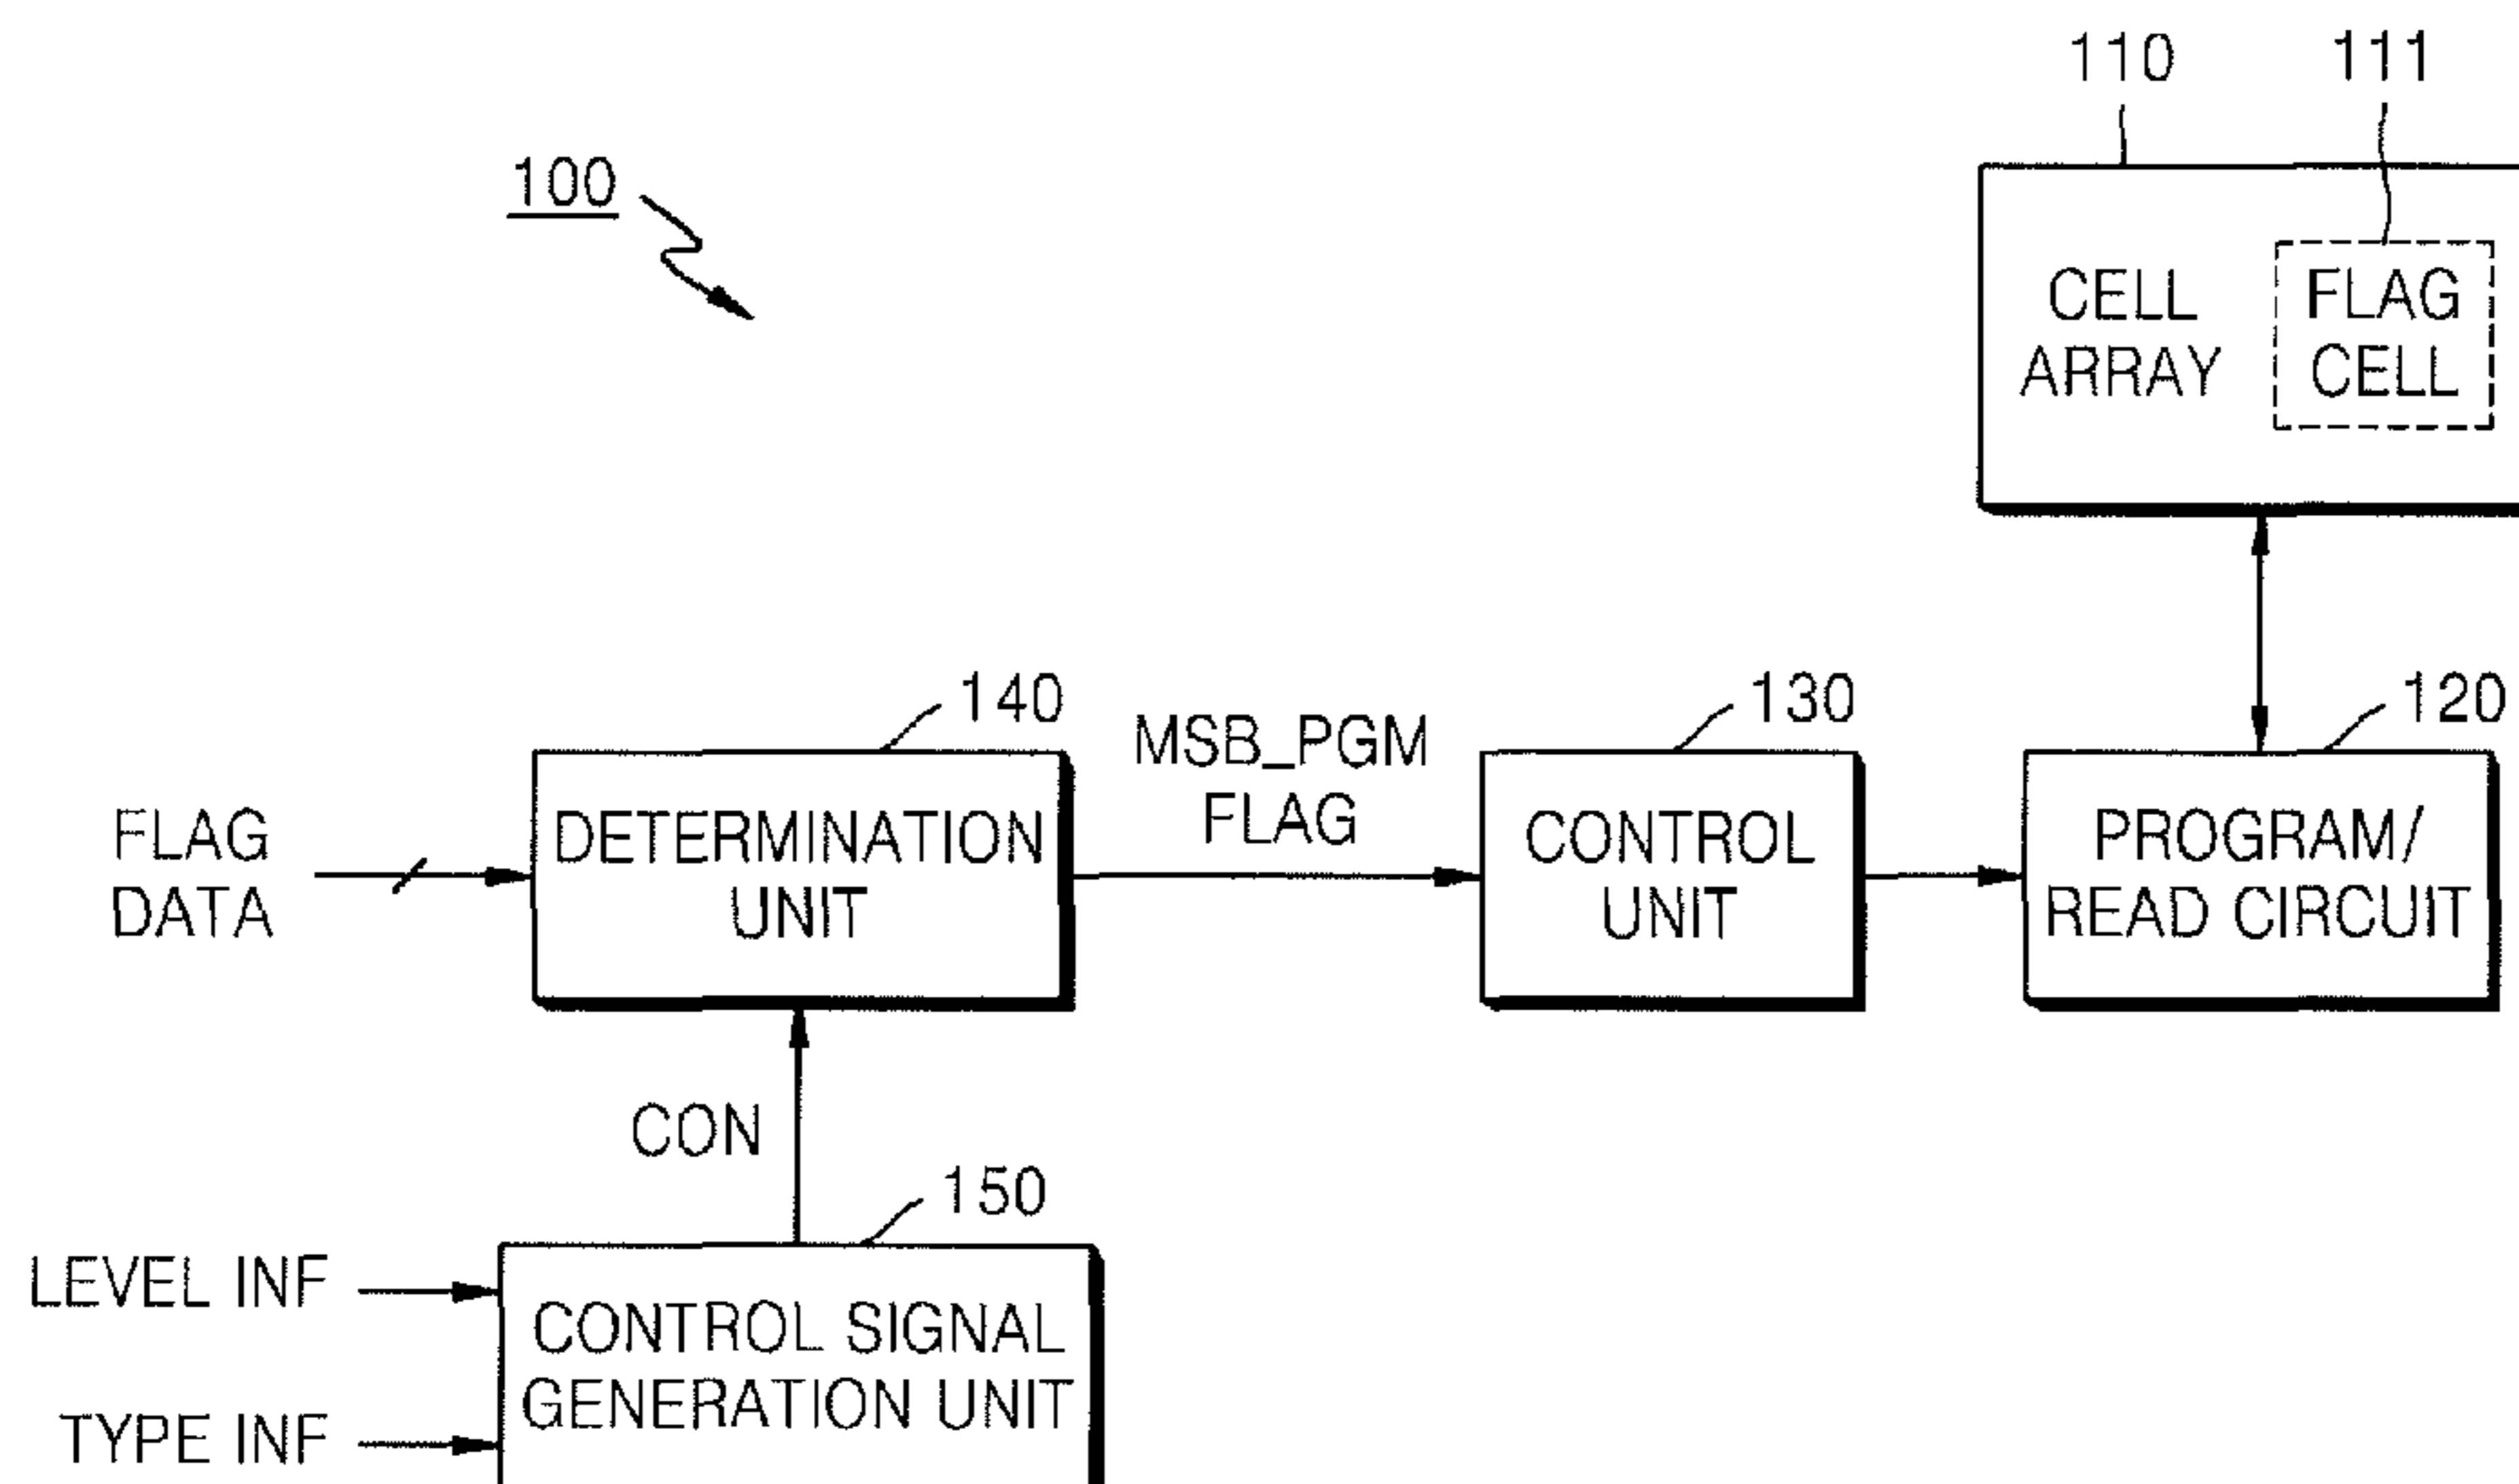 110
111
100
CELL
ARRAY
FLAG
CELL
140
MSB_PGM
FLAG
130
120
FLAG
DATA
DETERMINATION
UNIT
CONTROL
UNIT
PROGRAM/
READ CIRCUIT
CON
150
LEVEL INF
CONTROL SIGNAL
GENERATION UNIT
TYPE INF